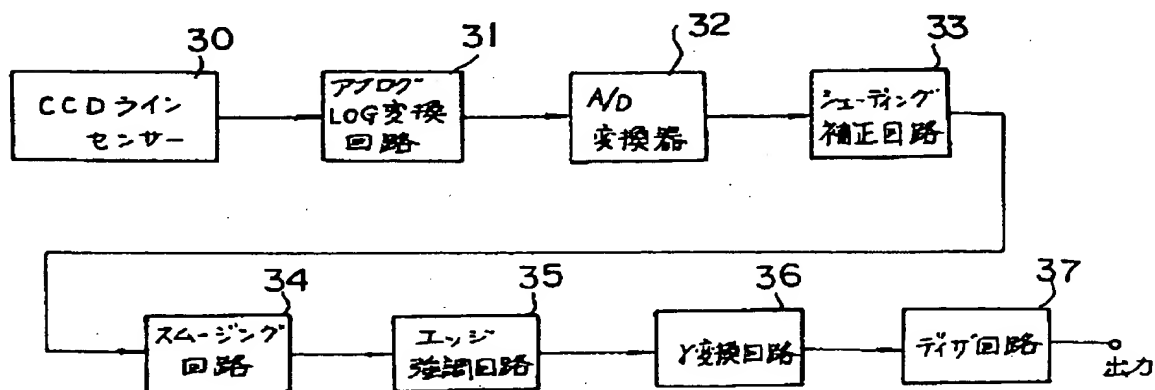 30
CCDライン
センサー
31
アナログ
LOG変換
回路
32
A/D
変換器
33
シェーディング
補正回路
34
スムージング
回路
35
エッジ
強調回路
36
γ変換回路
37
ディザ回路
出力